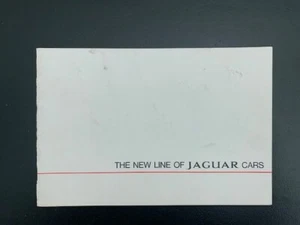 THE NEW LINE OF JAGUAR CARS